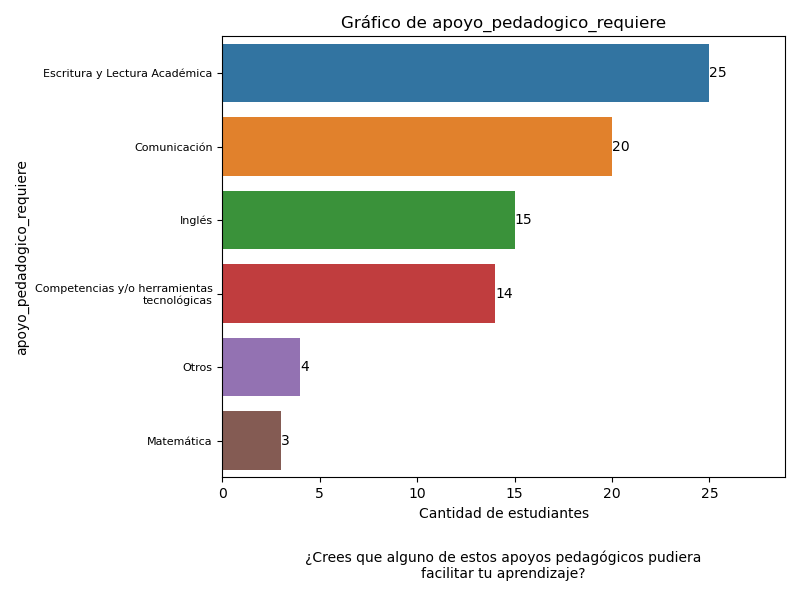 Gráfico de apoyo_pedadogico_requiere
apoyo_pedadogico_requiere
Escritura y Lectura Académica
25
Comunicación
20
Inglés
15
Competencias y/o herramientas
tecnológicas
14
Otros
4
Matemática
3
0 5 10 15 20 25
Cantidad de estudiantes
¿Crees que alguno de estos apoyos pedagógicos pudiera
facilitar tu aprendizaje?